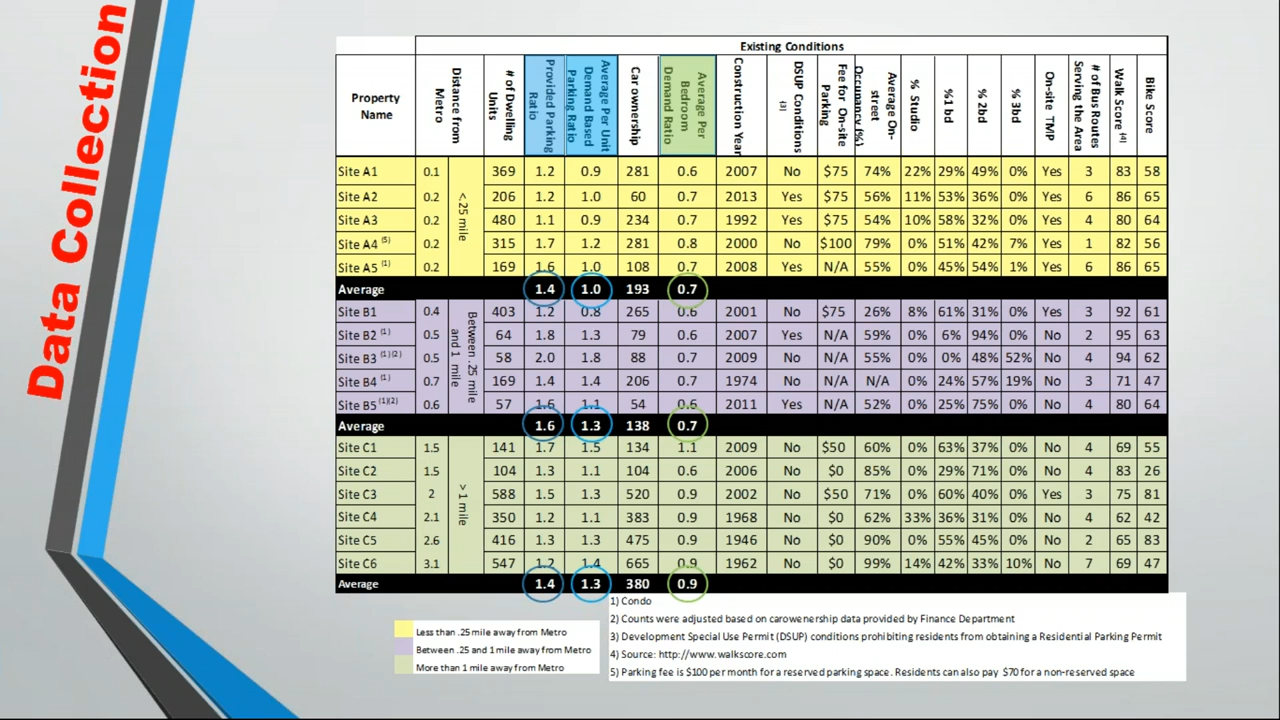 Data Collection
Existing Conditions
Property Name | Distance from Metro | # of Dwelling Units | Provided Parking Ratio | Average Per Unit Demand Based Parking Ratio | Car ownership | Average Per Bedroom Demand Ratio | Construction Year | DSUP Conditions (3) | Fee for On-site Parking | Average On-street Occupancy (%) | % Studio | %1 bd | % 2bd | % 3bd | On-site TMP | # of Bus Routes Serving the Area | Walk Score (4) | Bike Score
<.25 mile
Site A1 0.1 369 1.2 0.9 281 0.6 2007 No $75 74% 22% 29% 49% 0% Yes 3 83 58
Site A2 0.2 206 1.2 1.0 60 0.7 2013 Yes $75 56% 11% 53% 36% 0% Yes 6 86 65
Site A3 0.2 480 1.1 0.9 234 0.7 1992 Yes $75 54% 10% 58% 32% 0% Yes 4 80 64
Site A4 (5) 0.2 315 1.7 1.2 281 0.8 2000 No $100 79% 0% 51% 42% 7% Yes 1 82 56
Site A5 (1) 0.2 169 1.6 1.0 108 0.7 2008 Yes N/A 55% 0% 45% 54% 1% Yes 6 86 65
Average 1.4 1.0 193 0.7
Between .25 mile and 1 mile
Site B1 0.4 403 1.2 0.8 265 0.6 2001 No $75 26% 8% 61% 31% 0% Yes 3 92 61
Site B2 (1) 0.5 64 1.8 1.3 79 0.6 2007 Yes N/A 59% 0% 6% 94% 0% No 2 95 63
Site B3 (1)(2) 0.5 58 2.0 1.8 88 0.7 2009 No N/A 55% 0% 0% 48% 52% No 4 94 62
Site B4 (1) 0.7 169 1.4 1.4 206 0.7 1974 No N/A N/A 0% 24% 57% 19% No 3 71 47
Site B5 (1)(2) 0.6 57 1.6 1.1 54 0.6 2011 Yes N/A 52% 0% 25% 75% 0% No 4 80 64
Average 1.6 1.3 138 0.7
> 1 mile
Site C1 1.5 141 1.7 1.5 134 1.1 2009 No $50 60% 0% 63% 37% 0% No 4 69 55
Site C2 1.5 104 1.3 1.1 104 0.6 2006 No $0 85% 0% 29% 71% 0% No 4 83 26
Site C3 2 588 1.5 1.3 520 0.9 2002 No $50 71% 0% 60% 40% 0% Yes 3 75 81
Site C4 2.1 350 1.2 1.1 383 0.9 1968 No $0 62% 33% 36% 31% 0% No 4 62 42
Site C5 2.6 416 1.3 1.3 475 0.9 1946 No $0 90% 0% 55% 45% 0% No 2 65 83
Site C6 3.1 547 1.2 1.4 665 0.9 1962 No $0 99% 14% 42% 33% 10% No 7 69 47
Average 1.4 1.3 380 0.9
Less than .25 mile away from Metro
Between .25 and 1 mile away from Metro
More than 1 mile away from Metro
1) Condo
2) Counts were adjusted based on carowenership data provided by Finance Department
3) Development Special Use Permit (DSUP) conditions prohibiting residents from obtaining a Residential Parking Permit
4) Source: http://www.walkscore.com
5) Parking fee is $100 per month for a reserved parking space. Residents can also pay $70 for a non-reserved space